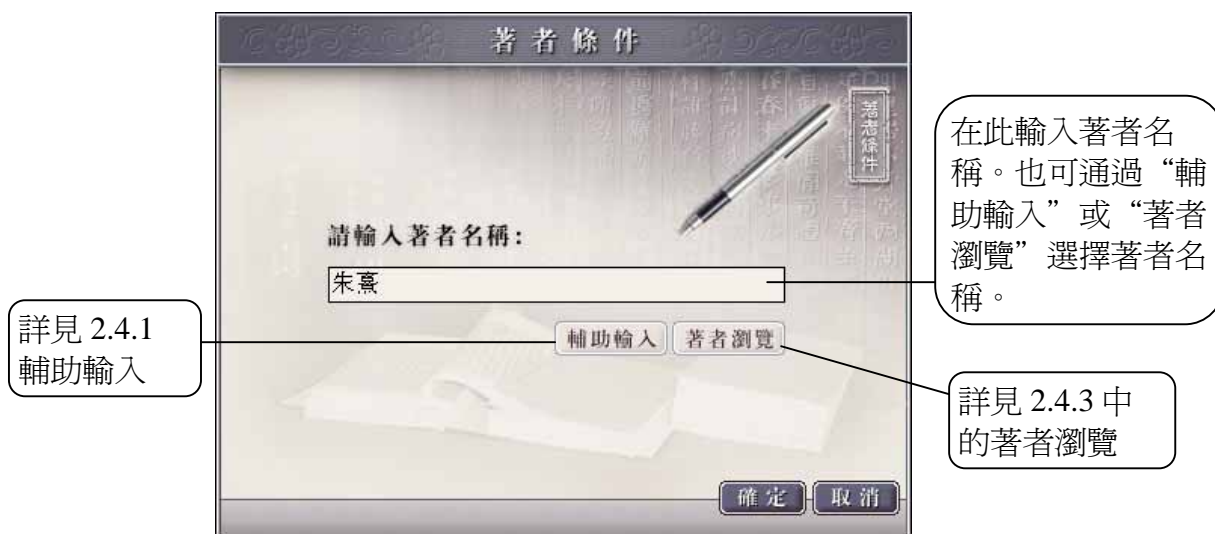 著者條件
著者條件
在此輸入著者名
稱。也可通過“輔
助輸入”或“著者
瀏覽”選擇著者名
稱。
請輸入著者名稱:
朱熹
輔助輸入 著者瀏覽
詳見 2.4.1
輔助輸入
詳見 2.4.3 中
的著者瀏覽
確定 取消